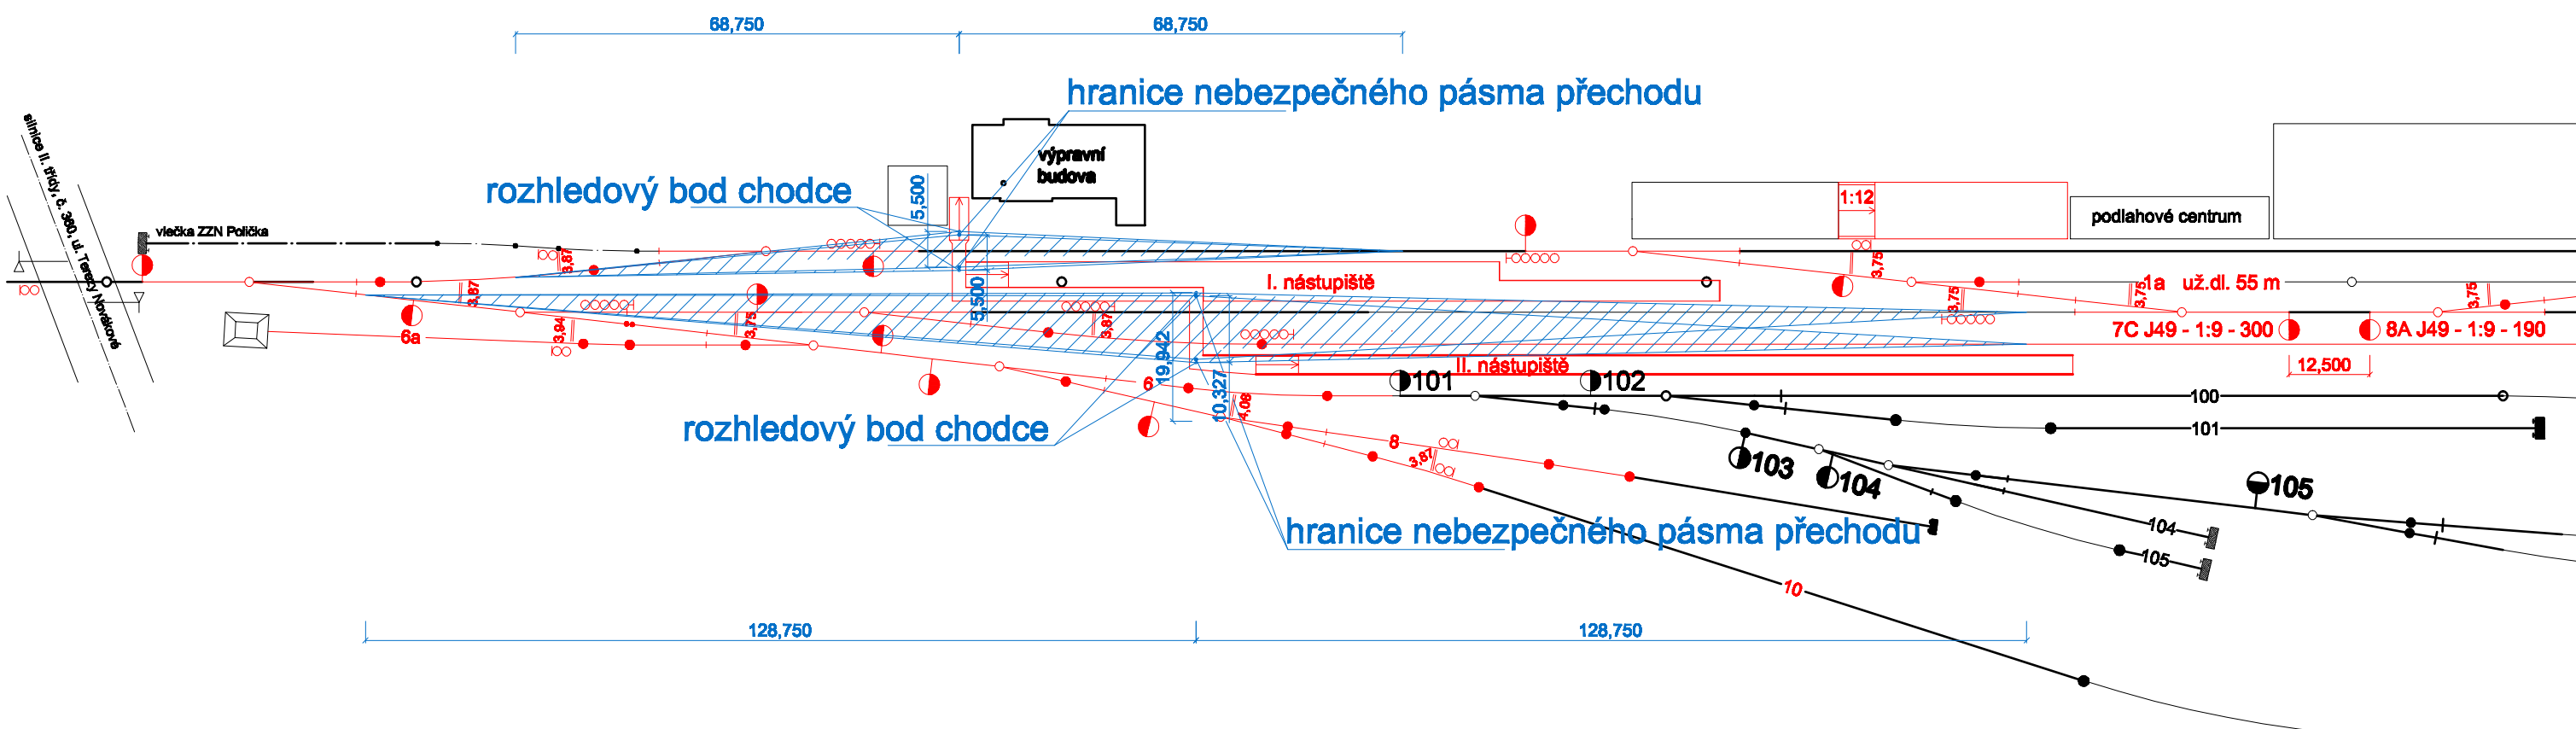 68,750
68,750
hranice nebezpečného pásma přechodu
silnice II. třídy, č. 360, ul. Terezy Novákové
výpravní
budova
rozhledový bod chodce
5,500
1:12
podlahové centrum
vlečka ZZN Polička
3,87
3,75
I. nástupiště
1a už.dl. 55 m
3,87
5,500
3,75
3,75
3,75
3,94
3,75
3,87
6a
7C J49 - 1:9 - 300
8A J49 - 1:9 - 190
19,942
II. nástupiště
12,500
6
10,327
4,08
101
102
100
rozhledový bod chodce
8
101
3,87
103
104
105
hranice nebezpečného pásma přechodu
104
105
10
128,750
128,750